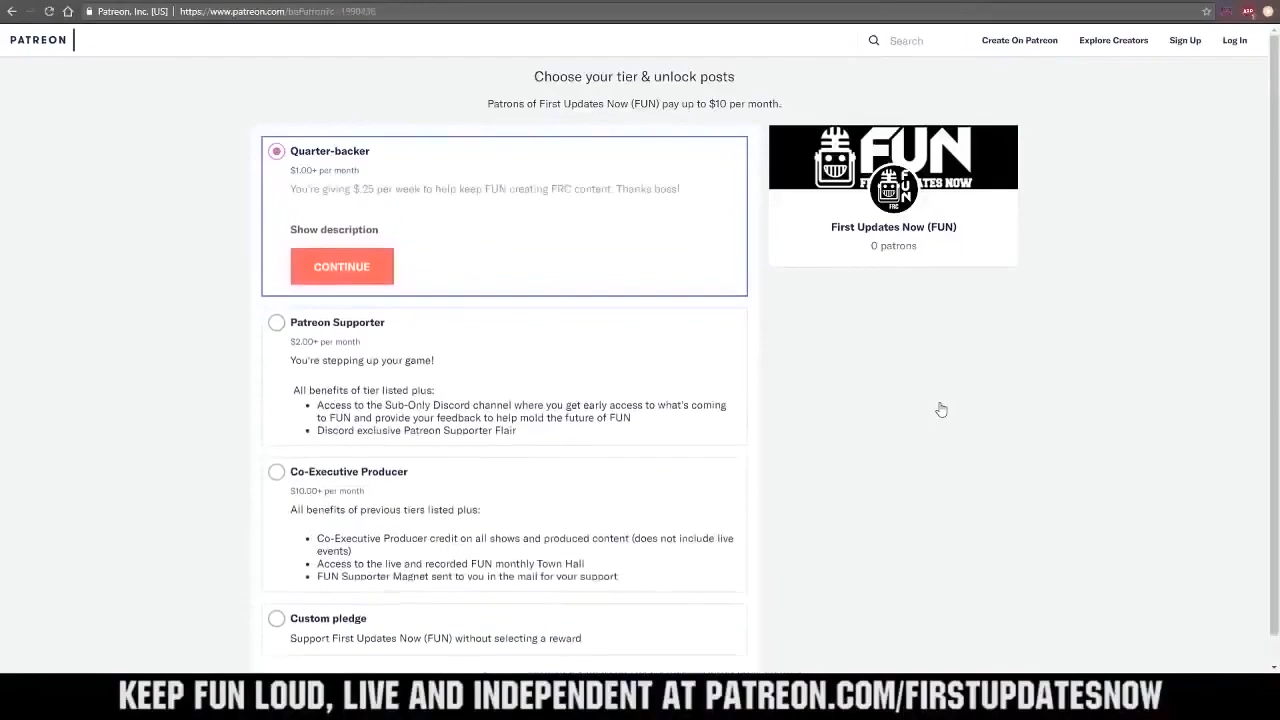 Patreon, Inc. [US] https://www.patreon.com/
PATREON
Search
Create On Patreon
Explore Creators
Sign Up
Log In
Choose your tier & unlock posts
Patrons of First Updates Now (FUN) pay up to $10 per month.
Quarter-backer
$1.00+ per month
You're giving $.25 per week to help keep FUN creating FRC content. Thanks boss!
Show description
CONTINUE
Patreon Supporter
$2.00+ per month
You're stepping up your game!
All benefits of tier listed plus:
Access to the Sub-Only Discord channel where you get early access to what's coming
to FUN and provide your feedback to help mold the future of FUN
Discord exclusive Patreon Supporter Flair
Co-Executive Producer
$10.00+ per month
All benefits of previous tiers listed plus:
Co-Executive Producer credit on all shows and produced content (does not include live
events)
Access to the live and recorded FUN monthly Town Hall
FUN Supporter Magnet sent to you in the mail for your support
Custom pledge
Support First Updates Now (FUN) without selecting a reward
FUN
NOW
FUN
FRC
First Updates Now (FUN)
0 patrons
KEEP FUN LOUD, LIVE AND INDEPENDENT AT PATREON.COM/FIRSTUPDATESNOW